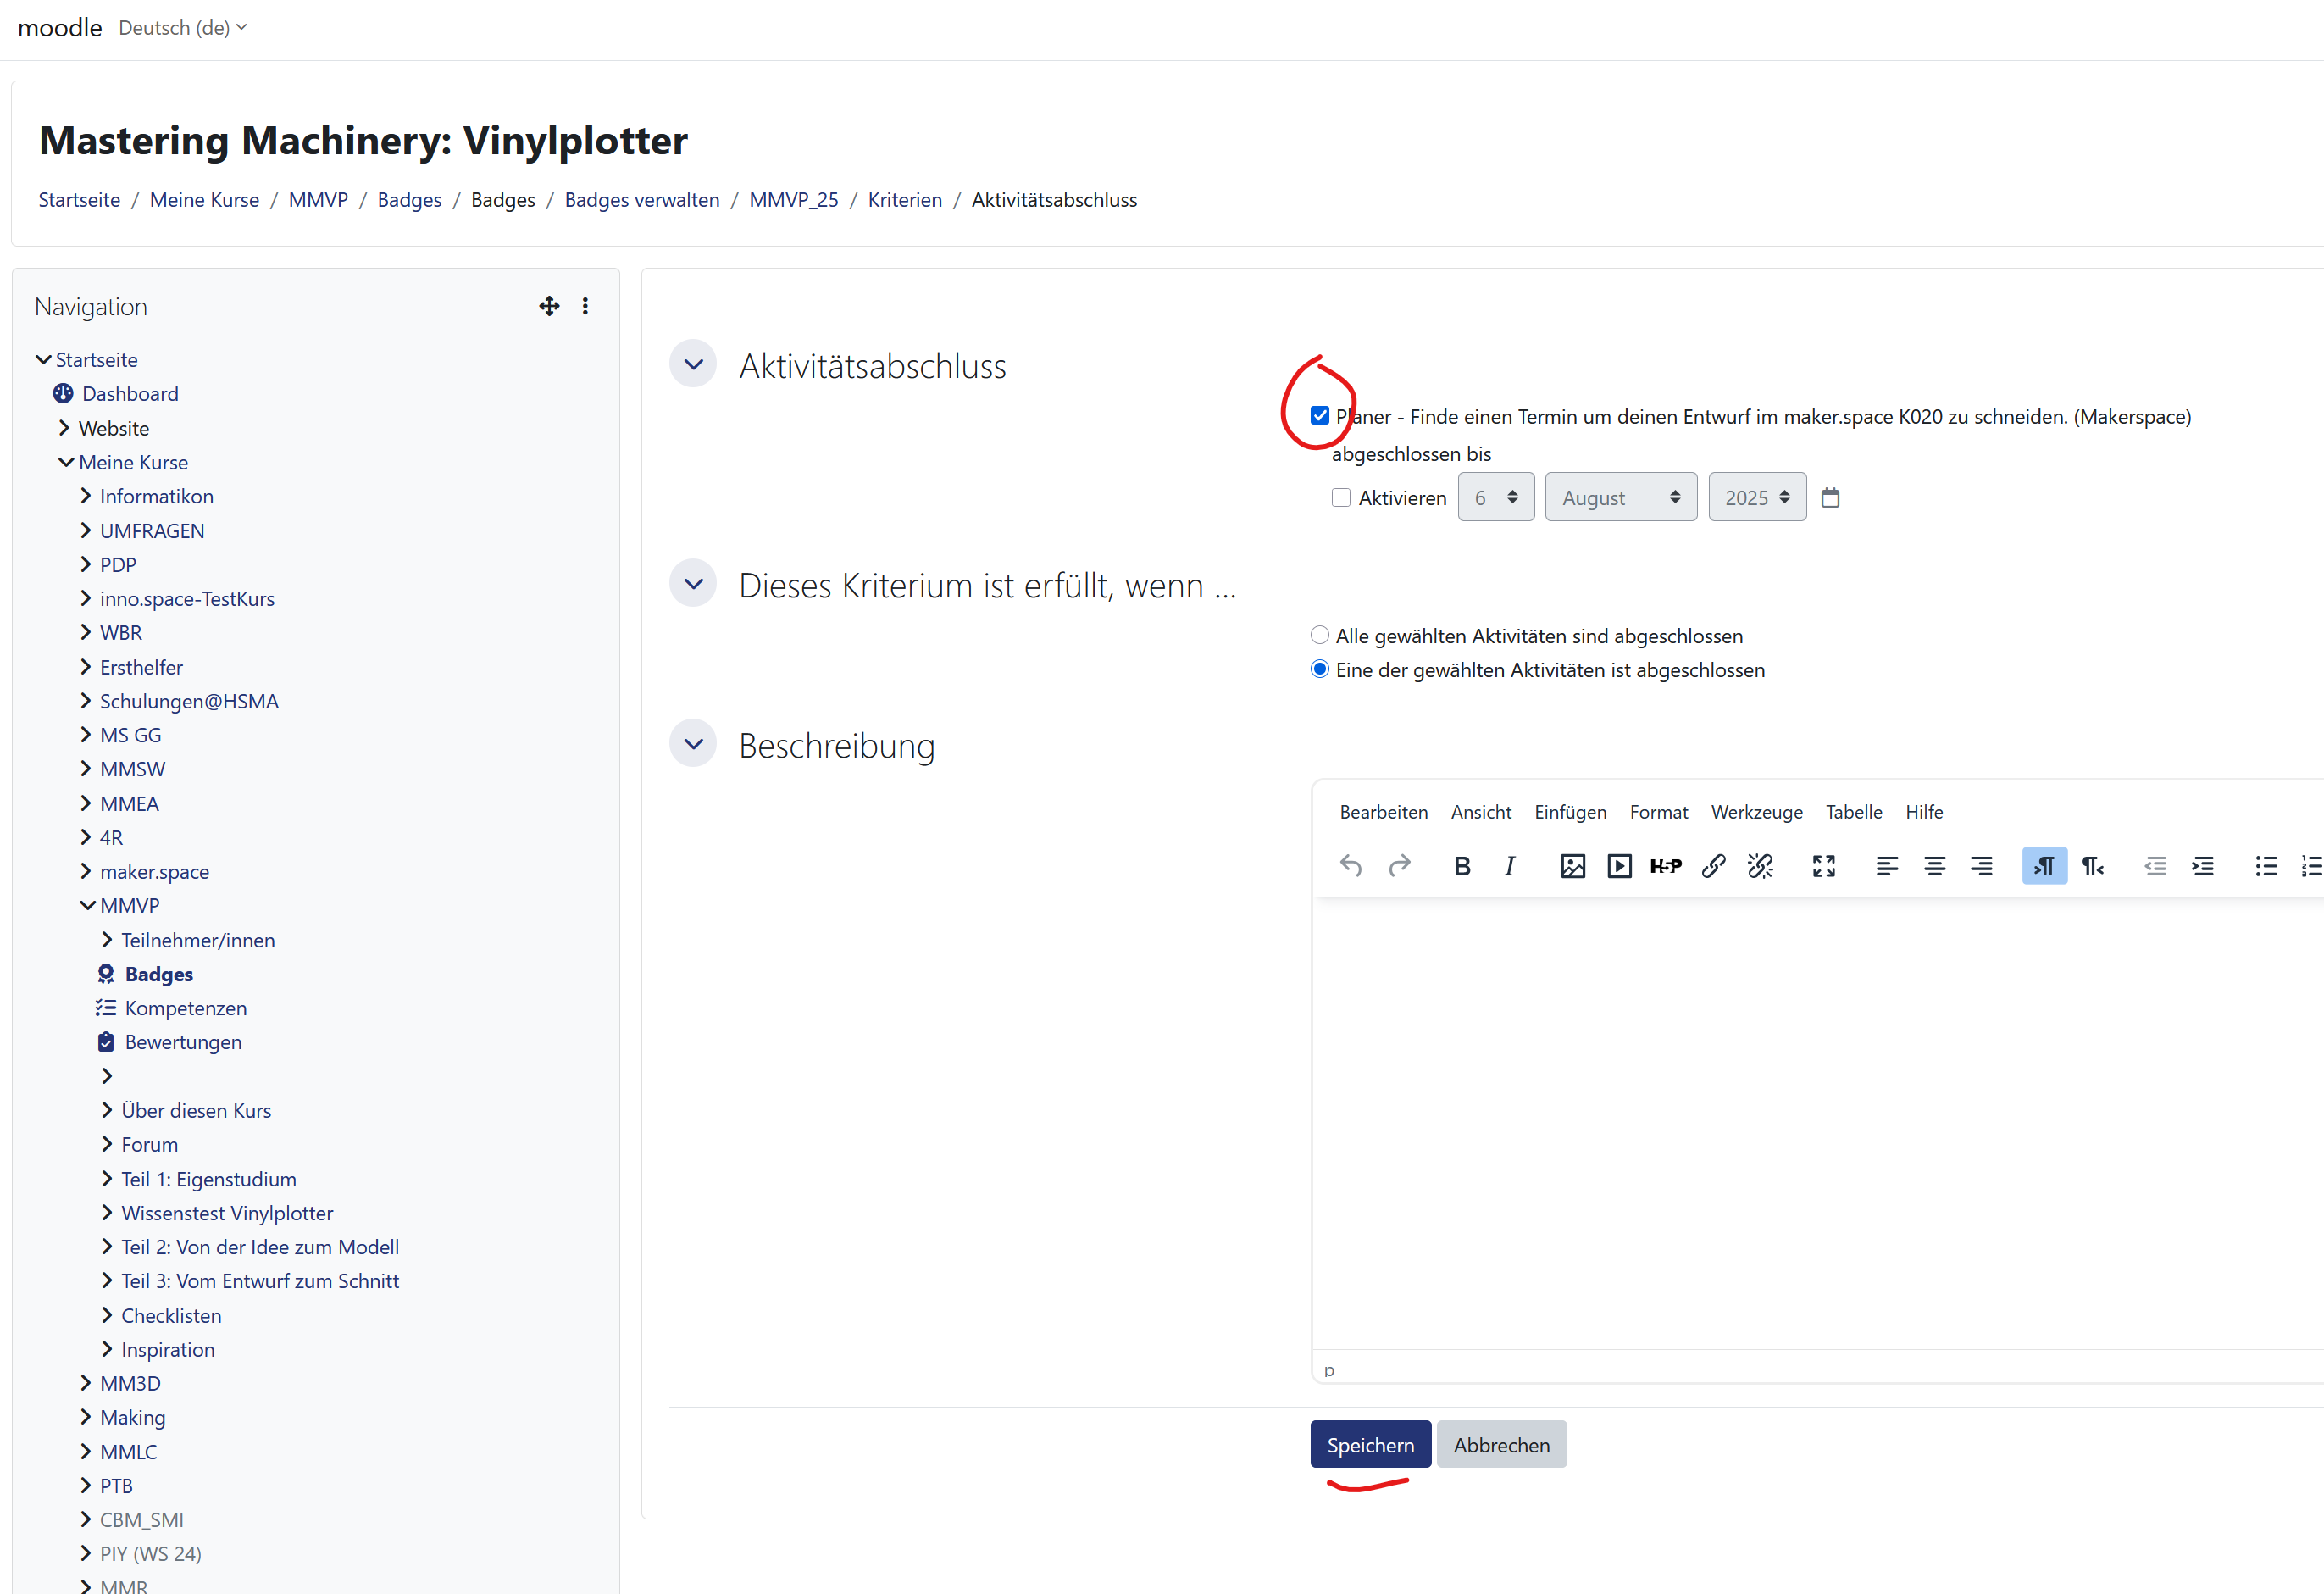 moodle Deutsch (de)
Mastering Machinery: Vinylplotter
Startseite / Meine Kurse / MMVP / Badges / Badges / Badges verwalten / MMVP_25 / Kriterien / Aktivitätsabschluss
Navigation
Startseite
Dashboard
Website
Meine Kurse
Informatikon
UMFRAGEN
PDP
inno.space-TestKurs
WBR
Ersthelfer
Schulungen@HSMA
MS GG
MMSW
MMEA
4R
maker.space
MMVP
Teilnehmer/innen
Badges
Kompetenzen
Bewertungen
Über diesen Kurs
Forum
Teil 1: Eigenstudium
Wissenstest Vinylplotter
Teil 2: Von der Idee zum Modell
Teil 3: Vom Entwurf zum Schnitt
Checklisten
Inspiration
MM3D
Making
MMLC
PTB
CBM_SMI
PIY (WS 24)
MMR
Aktivitätsabschluss
Planer - Finde einen Termin um deinen Entwurf im maker.space K020 zu schneiden. (Makerspace)
abgeschlossen bis
Aktivieren 6 August 2025
Dieses Kriterium ist erfüllt, wenn ...
Alle gewählten Aktivitäten sind abgeschlossen
Eine der gewählten Aktivitäten ist abgeschlossen
Beschreibung
Bearbeiten Ansicht Einfügen Format Werkzeuge Tabelle Hilfe
B I H5P
p
Speichern Abbrechen